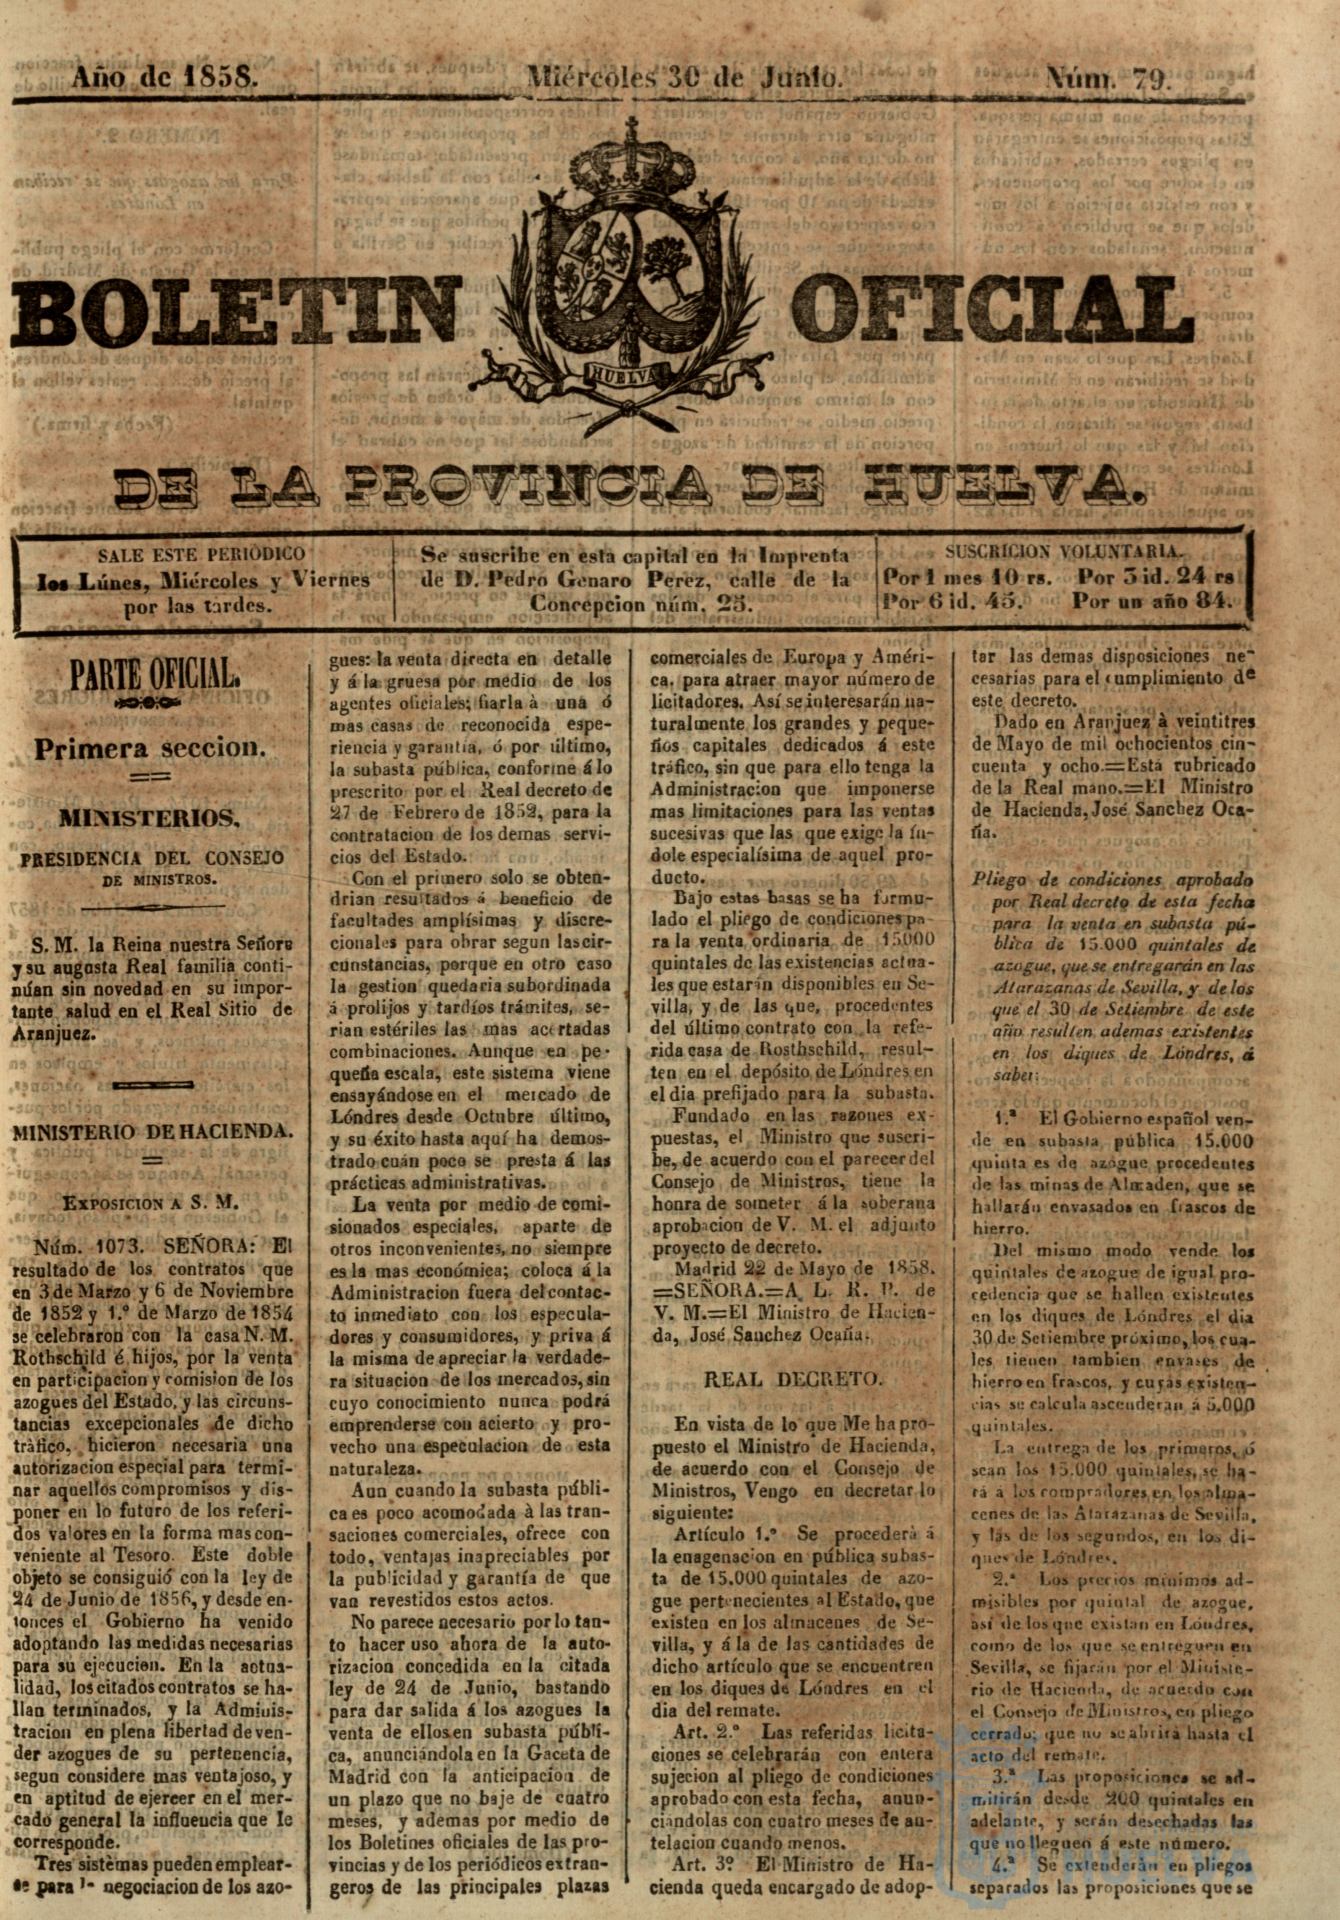 Año de 1858.
Miércoles 30 de Junio.
Núm. 79.
BOLETIN OFICIAL
HUELVA
DE LA PROVINCIA DE HUELVA.
SALE ESTE PERIÓDICO
los Lúnes, Miércoles y Viernes
por las tardes.
Se suscribe en esta capital en la Imprenta
de D. Pedro Genaro Perez, calle de la
Concepcion núm. 25.
SUSCRICION VOLUNTARIA.
Por 1 mes 10 rs. Por 3 id. 24 rs
Por 6 id. 45. Por un año 84.
PARTE OFICIAL.
Primera seccion.
MINISTERIOS.
PRESIDENCIA DEL CONSEJO
DE MINISTROS.
S. M. la Reina nuestra Señora
y su augusta Real familia conti-
núan sin novedad en su impor-
tante salud en el Real Sitio de
Aranjuez.
MINISTERIO DE HACIENDA.
EXPOSICION A S. M.
Núm. 1073. SEÑORA: El
resultado de los contratos que
en 3 de Marzo y 6 de Noviembre
de 1852 y 1.º de Marzo de 1854
se celebraron con la casa N. M.
Rothschild é hijos, por la venta
en participacion y comision de los
azogues del Estado, y las circuns-
tancias excepcionales de dicho
tràfico, hicieron necesaria una
autorizacion especial para termi-
nar aquellos compromisos y dis-
poner en lo futuro de los referi-
dos valores en la forma mas con-
veniente al Tesoro. Este doble
objeto se consiguió con la ley de
24 de Junio de 1856, y desde en-
tonces el Gobierno ha venido
adoptando las medidas necesarias
para su ejecucion. En la actua-
lidad, los citados contratos se ha-
llan terminados, y la Adminis-
tracion en plena libertad de ven-
der azogues de su pertenencia,
segun considere mas ventajoso, y
en aptitud de ejercer en el mer-
cado general la influencia que le
corresponde.
Tres sistemas pueden emplear-
se para la negociacion de los azo-
gues: la venta directa en detalle
y á la gruesa por medio de los
agentes oficiales; fiarla à una ó
mas casas de reconocida espe-
riencia y garantía, ó por último,
la subasta pública, conforme á lo
prescrito por el Real decreto de
27 de Febrero de 1852, para la
contratacion de los demas servi-
cios del Estado.
Con el primero solo se obten-
drian resultados á beneficio de
facultades amplísimas y discre-
cionales para obrar segun las cir-
cunstancias, porque en otro caso
la gestion quedaria subordinada
á prolijos y tardíos trámites, se-
rian estériles las mas acertadas
combinaciones. Aunque en pe-
queña escala, este sistema viene
ensayándose en el mercado de
Lóndres desde Octubre último,
y su éxito hasta aquí ha demos-
trado cuán poco se presta á las
prácticas administrativas.
La venta por medio de comi-
sionados especiales, aparte de
otros inconvenientes, no siempre
es la mas económica; coloca á la
Administracion fuera del contac-
to inmediato con los especula-
dores y consumidores, y priva á
la misma de apreciar la verdade-
ra situacion de los mercados, sin
cuyo conocimiento nunca podrá
emprenderse con acierto y pro-
vecho una especulacion de esta
naturaleza.
Aun cuando la subasta públi-
ca es poco acomodada à las tran-
saciones comerciales, ofrece con
todo, ventajas inapreciables por
la publicidad y garantía de que
van revestidos estos actos.
No parece necesario por lo tan-
to hacer uso ahora de la auto-
rizacion concedida en la citada
ley de 24 de Junio, bastando
para dar salida á los azogues la
venta de ellos en subasta públi-
ca, anunciándola en la Gaceta de
Madrid con la anticipacion de
un plazo que no baje de cuatro
meses, y ademas por medio de
los Boletines oficiales de las pro-
vincias y de los periódicos extran-
geros de las principales plazas
comerciales de Europa y Améri-
ca, para atraer mayor número de
licitadores. Así se interesarán na-
turalmente los grandes y peque-
ños capitales dedicados á este
tráfico, sin que para ello tenga la
Administracion que imponerse
mas limitaciones para las ventas
sucesivas que las que exige la ín-
dole especialísima de aquel pro-
ducto.
Bajo estas basas se ha formu-
lado el pliego de condiciones pa-
ra la venta ordinaria de 15.000
quintales de las existencias actua-
les que estarán disponibles en Se-
villa, y de las que, procedentes
del último contrato con la refe-
rida casa de Rosthschild, resul-
ten en el depósito de Lóndres en
el dia prefijado para la subasta.
Fundado en las razones ex-
puestas, el Ministro que suscri-
be, de acuerdo con el parecer del
Consejo de Ministros, tiene la
honra de someter á la soberana
aprobacion de V. M. el adjunto
proyecto de decreto.
Madrid 22 de Mayo de 1858.
=SEÑORA.=A L. R. P. de
V. M.=El Ministro de Hacien-
da, José Sanchez Ocaña.
REAL DECRETO.
En vista de lo que Me ha pro-
puesto el Ministro de Hacienda,
de acuerdo con el Consejo de
Ministros, Vengo en decretar lo
siguiente:
Artículo 1.º Se procederà á
la enagenacion en pública subas-
ta de 15.000 quintales de azo-
gue pertenecientes al Estado, que
existen en los almacenes de Se-
villa, y á la de las cantidades de
dicho artículo que se encuentren
en los diques de Lóndres en el
dia del remate.
Art. 2.º Las referidas licita-
ciones se celebrarán con entera
sujecion al pliego de condiciones
aprobado con esta fecha, anun-
ciándolas con cuatro meses de an-
telacion cuando menos.
Art. 3º El Ministro de Ha-
cienda queda encargado de adop-
tar las demas disposiciones ne-
cesarias para el cumplimiento de
este decreto.
Dado en Aranjuez à veintitres
de Mayo de mil ochocientos cin-
cuenta y ocho.=Está rubricado
de la Real mano.=El Ministro
de Hacienda, José Sanchez Oca-
ña.
Pliego de condiciones aprobado
por Real decreto de esta fecha
para la venta en subasta pú-
blica de 15.000 quintales de
azogue, que se entregarán en las
Atarazanas de Sevilla, y de los
que el 30 de Setiembre de este
año resulten ademas existentes
en los diques de Lóndres, á
saber:
1.ª El Gobierno español ven-
de en subasta pública 15.000
quinta es de azogue procedentes
de las minas de Almaden, que se
hallarán envasados en frascos de
hierro.
Del mismo modo vende los
quintales de azogue de igual pro-
cedencia que se hallen existentes
en los diques de Lóndres el dia
30 de Setiembre próximo, los cua-
les tienen tambien envases de
hierro en frascos, y cuyas existen-
cias se calcula ascenderán á 5.000
quintales.
La entrega de los primeros, ó
sean los 15.000 quintales, se ha-
rá à los compradores en los alma-
cenes de las Atarazanas de Sevilla,
y las de los segundos, en los di-
ques de Lóndres.
2.ª Los precios mínimos ad-
misibles por quintal de azogue,
así de los que existan en Lóndres,
como de los que se entreguen en
Sevilla, se fijarán por el Ministe-
rio de Hacienda, de acuerdo con
el Consejo de Ministros, en pliego
cerrado; que no se abrirá hasta el
acto del remate.
3.ª Las proposiciones se ad-
mitirán desde 200 quintales en
adelante, y serán desechadas las
que no lleguen á este número.
4.ª Se extenderán en pliegos
separados las proposiciones que se